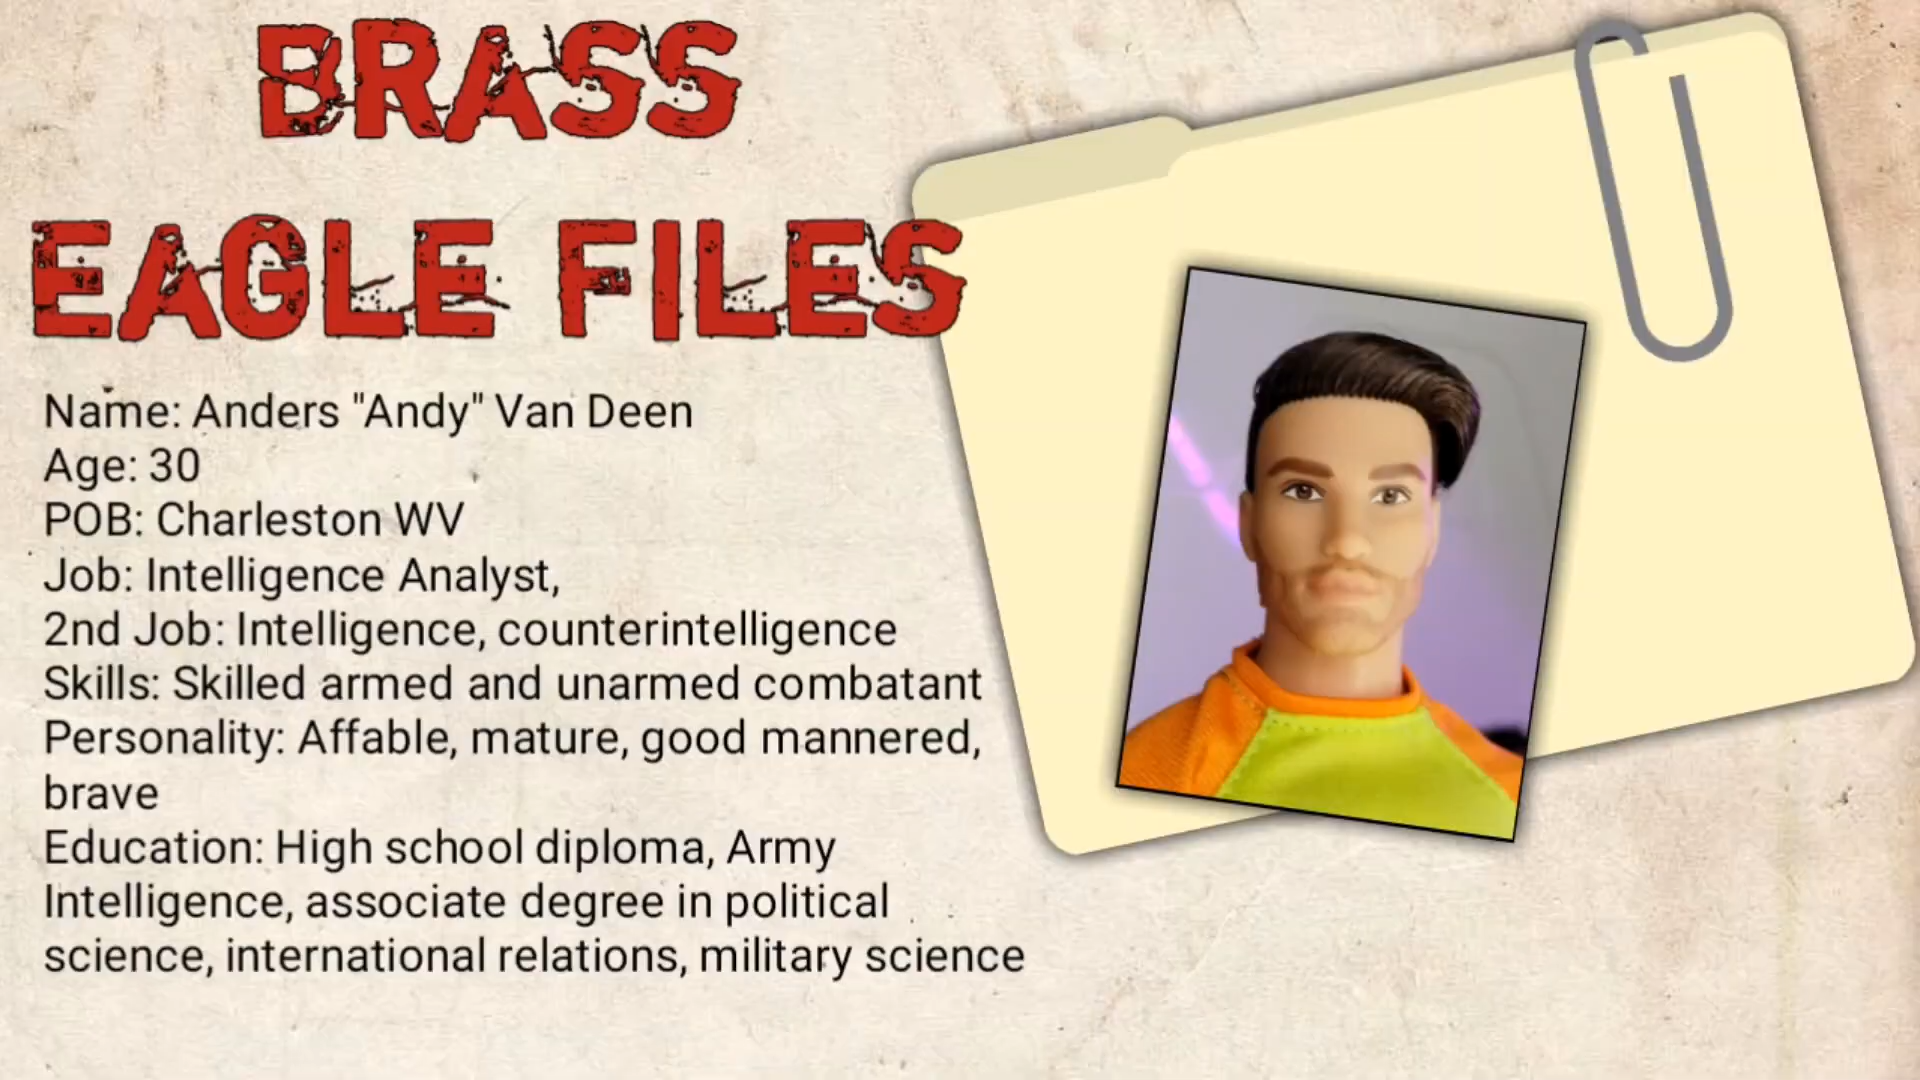 BRASS
EAGLE FILES
Name: Anders "Andy" Van Deen
Age: 30
POB: Charleston WV
Job: Intelligence Analyst,
2nd Job: Intelligence, counterintelligence
Skills: Skilled armed and unarmed combatant
Personality: Affable, mature, good mannered,
brave
Education: High school diploma, Army
Intelligence, associate degree in political
science, international relations, military science